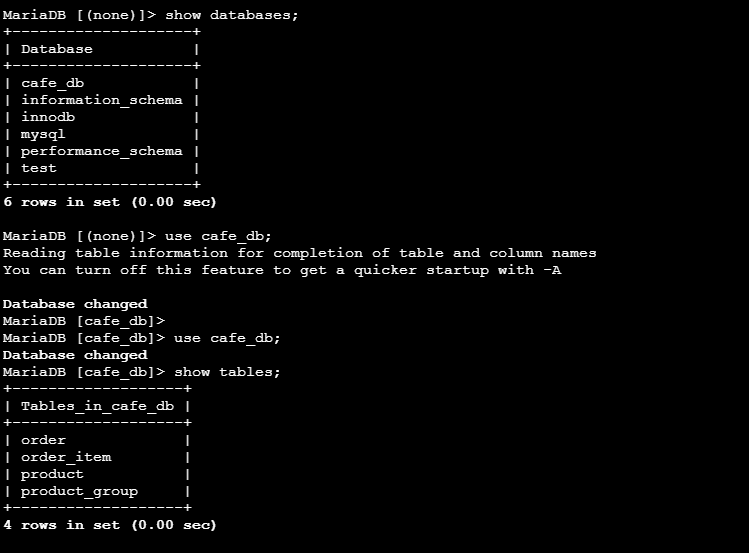 MariaDB [(none)]> show databases;
+--------------------+
| Database           |
+--------------------+
| cafe_db            |
| information_schema |
| innodb             |
| mysql              |
| performance_schema |
| test               |
+--------------------+
6 rows in set (0.00 sec)

MariaDB [(none)]> use cafe_db;
Reading table information for completion of table and column names
You can turn off this feature to get a quicker startup with -A

Database changed
MariaDB [cafe_db]>
MariaDB [cafe_db]> use cafe_db;
Database changed
MariaDB [cafe_db]> show tables;
+-------------------+
| Tables_in_cafe_db |
+-------------------+
| order             |
| order_item        |
| product           |
| product_group     |
+-------------------+
4 rows in set (0.00 sec)